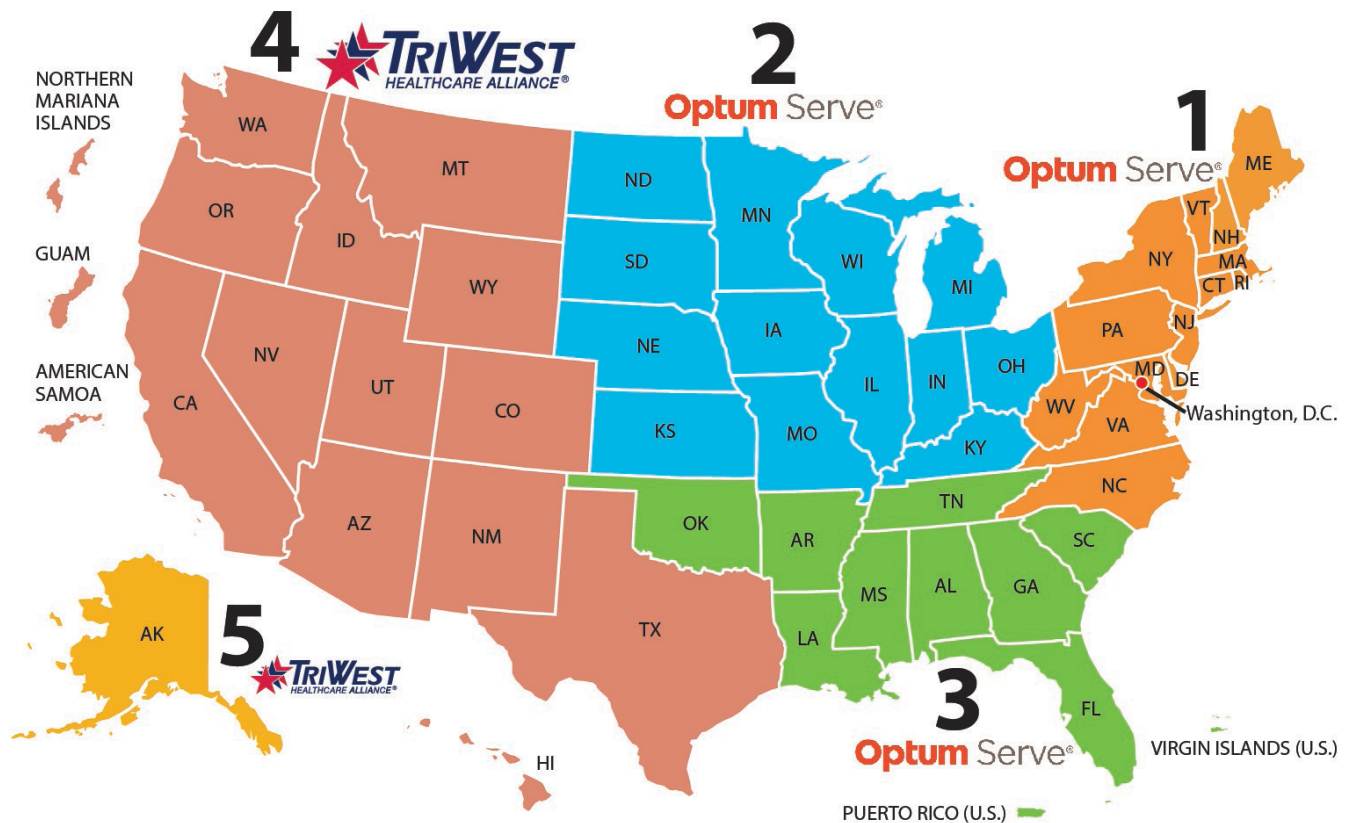 4
TRIWEST
HEALTHCARE ALLIANCE®
2
Optum Serve®
1
Optum Serve®
NORTHERN
MARIANA
ISLANDS
GUAM
AMERICAN
SAMOA
WA
MT
OR
ID
WY
NV
UT
CO
CA
AZ
NM
TX
HI
ND
MN
SD
WI
MI
NE
IA
IL
IN
OH
KS
MO
KY
ME
VT
NH
NY
MA
CT
RI
PA
NJ
MD
DE
Washington, D.C.
WV
VA
NC
OK
AR
TN
SC
MS
AL
GA
LA
FL
AK
5
TRIWEST
HEALTHCARE ALLIANCE®
3
Optum Serve®
VIRGIN ISLANDS (U.S.)
PUERTO RICO (U.S.)